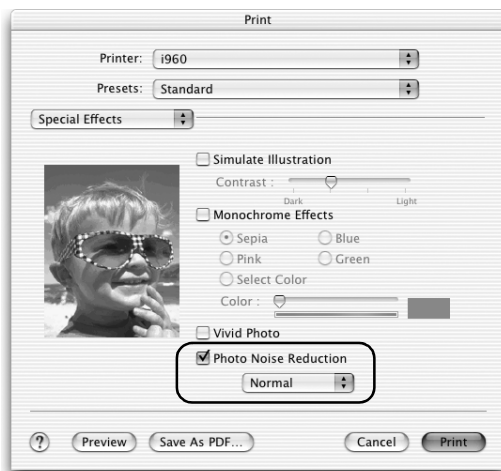 Print
Printer: i960
Presets: Standard
Special Effects
Simulate Illustration
Contrast :
Dark Light
Monochrome Effects
Sepia Blue
Pink Green
Select Color
Color :
Vivid Photo
Photo Noise Reduction
Normal
? Preview Save As PDF... Cancel Print